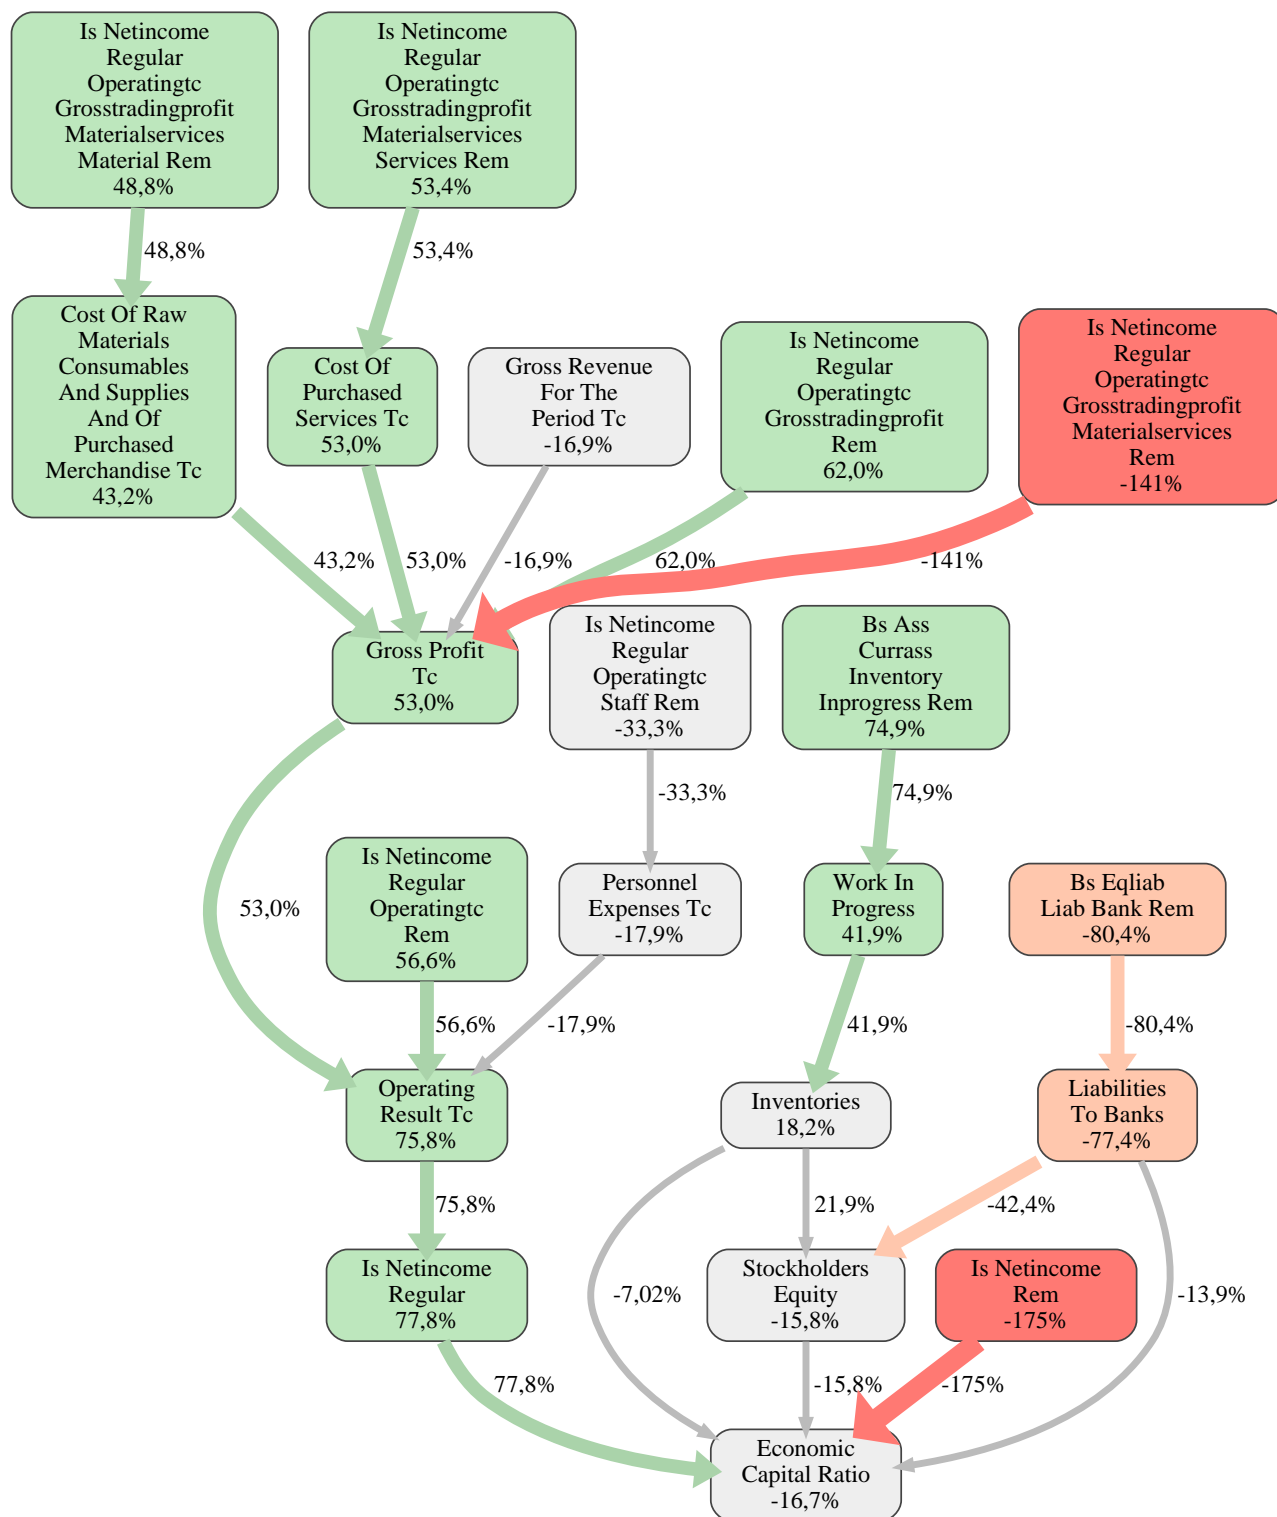 Is Netincome
Regular
Operatingtc
Grosstradingprofit
Materialservices
Material Rem
48,8%
Is Netincome
Regular
Operatingtc
Grosstradingprofit
Materialservices
Services Rem
53,4%
48,8%
53,4%
Cost Of Raw
Materials
Consumables
And Supplies
And Of
Purchased
Merchandise Tc
43,2%
Cost Of
Purchased
Services Tc
53,0%
Gross Revenue
For The
Period Tc
-16,9%
Is Netincome
Regular
Operatingtc
Grosstradingprofit
Rem
62,0%
Is Netincome
Regular
Operatingtc
Grosstradingprofit
Materialservices
Rem
-141%
43,2%
53,0%
-16,9%
62,0%
-141%
Gross Profit
Tc
53,0%
Is Netincome
Regular
Operatingtc
Staff Rem
-33,3%
Bs Ass
Currass
Inventory
Inprogress Rem
74,9%
-33,3%
74,9%
53,0%
Is Netincome
Regular
Operatingtc
Rem
56,6%
Personnel
Expenses Tc
-17,9%
Work In
Progress
41,9%
Bs Eqliab
Liab Bank Rem
-80,4%
56,6%
-17,9%
41,9%
-80,4%
Operating
Result Tc
75,8%
Inventories
18,2%
Liabilities
To Banks
-77,4%
75,8%
21,9%
-42,4%
Is Netincome
Regular
77,8%
-7,02%
Stockholders
Equity
-15,8%
Is Netincome
Rem
-175%
-13,9%
77,8%
-15,8%
-175%
Economic
Capital Ratio
-16,7%